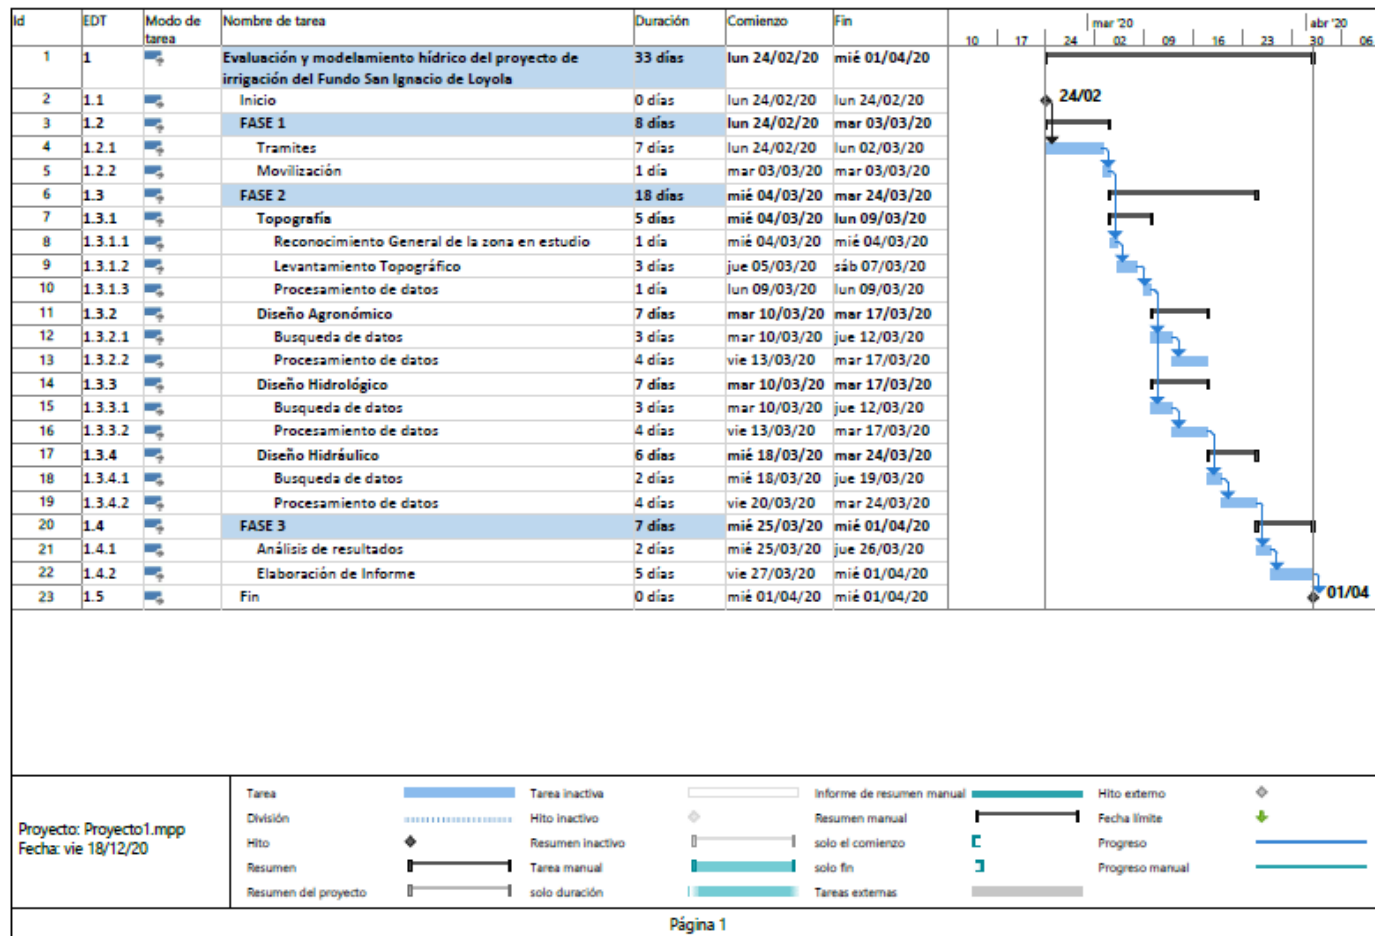 Id EDT Modo de tarea Nombre de tarea Duración Comienzo Fin mar '20 abr '20
10 17 24 02 09 16 23 30 06
1 1 Evaluación y modelamiento hídrico del proyecto de irrigación del Fundo San Ignacio de Loyola 33 días lun 24/02/20 mié 01/04/20
2 1.1 Inicio 0 días lun 24/02/20 lun 24/02/20 24/02
3 1.2 FASE 1 8 días lun 24/02/20 mar 03/03/20
4 1.2.1 Tramites 7 días lun 24/02/20 lun 02/03/20
5 1.2.2 Movilización 1 día mar 03/03/20 mar 03/03/20
6 1.3 FASE 2 18 días mié 04/03/20 mar 24/03/20
7 1.3.1 Topografía 5 días mié 04/03/20 lun 09/03/20
8 1.3.1.1 Reconocimiento General de la zona en estudio 1 día mié 04/03/20 mié 04/03/20
9 1.3.1.2 Levantamiento Topográfico 3 días jue 05/03/20 sáb 07/03/20
10 1.3.1.3 Procesamiento de datos 1 día lun 09/03/20 lun 09/03/20
11 1.3.2 Diseño Agronómico 7 días mar 10/03/20 mar 17/03/20
12 1.3.2.1 Busqueda de datos 3 días mar 10/03/20 jue 12/03/20
13 1.3.2.2 Procesamiento de datos 4 días vie 13/03/20 mar 17/03/20
14 1.3.3 Diseño Hidrológico 7 días mar 10/03/20 mar 17/03/20
15 1.3.3.1 Busqueda de datos 3 días mar 10/03/20 jue 12/03/20
16 1.3.3.2 Procesamiento de datos 4 días vie 13/03/20 mar 17/03/20
17 1.3.4 Diseño Hidráulico 6 días mié 18/03/20 mar 24/03/20
18 1.3.4.1 Busqueda de datos 2 días mié 18/03/20 jue 19/03/20
19 1.3.4.2 Procesamiento de datos 4 días vie 20/03/20 mar 24/03/20
20 1.4 FASE 3 7 días mié 25/03/20 mié 01/04/20
21 1.4.1 Análisis de resultados 2 días mié 25/03/20 jue 26/03/20
22 1.4.2 Elaboración de Informe 5 días vie 27/03/20 mié 01/04/20
23 1.5 Fin 0 días mié 01/04/20 mié 01/04/20 01/04
Proyecto: Proyecto1.mpp
Fecha: vie 18/12/20
Tarea Tarea inactiva Informe de resumen manual Hito externo
División Hito inactivo Resumen manual Fecha límite
Hito Resumen inactivo solo el comienzo Progreso
Resumen Tarea manual solo fin Progreso manual
Resumen del proyecto solo duración Tareas externas
Página 1